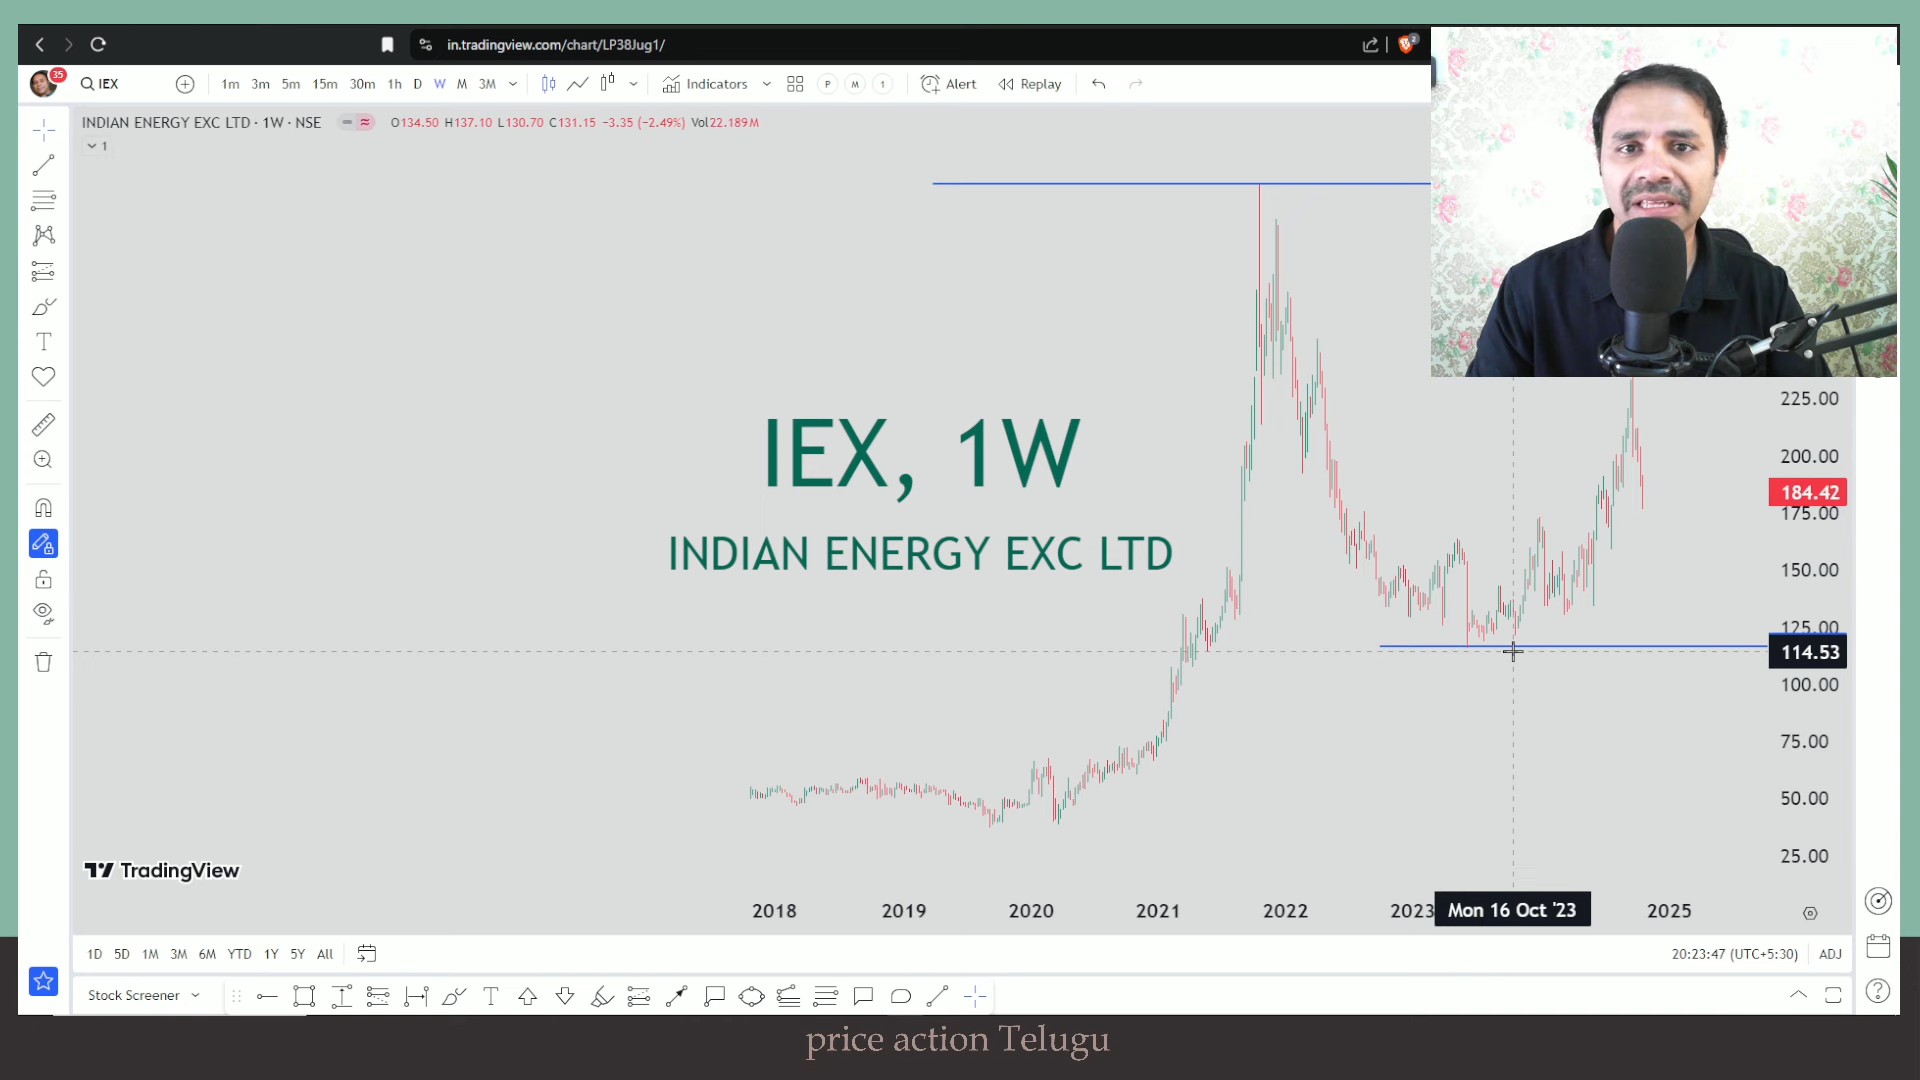 in.tradingview.com/chart/LP38Jug1/
2
35
IEX
1m 3m 5m 15m 30m 1h D W M 3M
Indicators
P M 1
Alert
Replay
INDIAN ENERGY EXC LTD · 1W · NSE
O134.50 H137.10 L130.70 C131.15 −3.35 (−2.49%) Vol22.189M
1
IEX, 1W
INDIAN ENERGY EXC LTD
225.00
200.00
184.42
175.00
150.00
125.00
114.53
100.00
75.00
50.00
25.00
TradingView
2018 2019 2020 2021 2022 2023 Mon 16 Oct '23 2025
1D 5D 1M 3M 6M YTD 1Y 5Y All
20:23:47 (UTC+5:30) ADJ
Stock Screener
price action Telugu